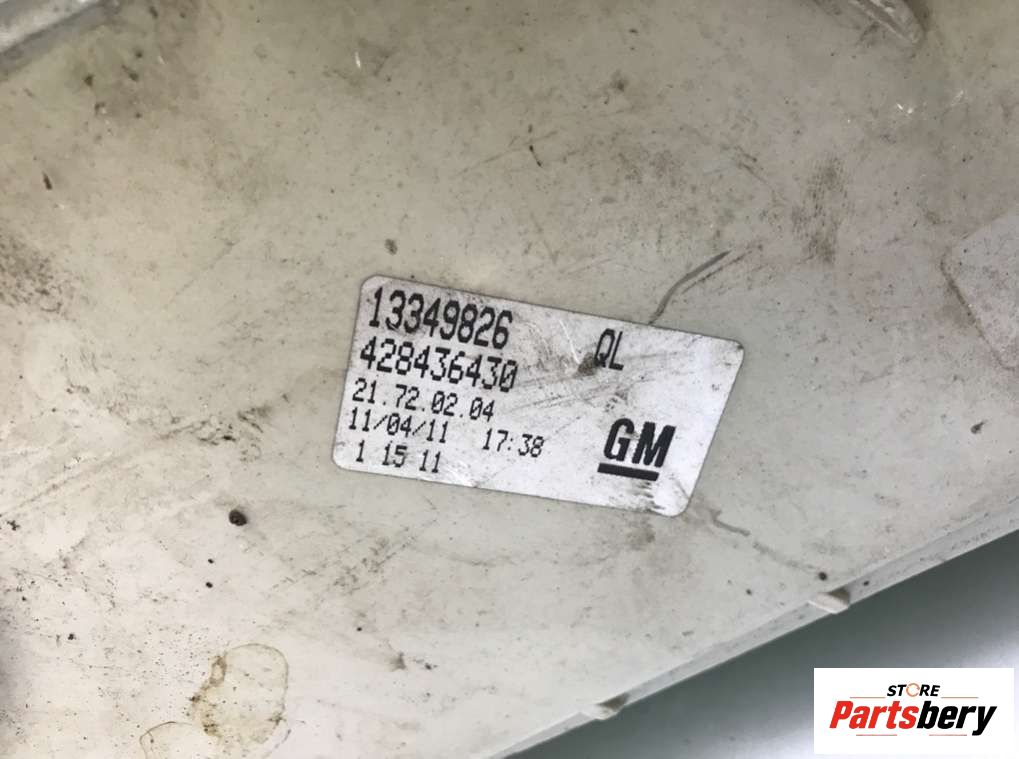 13349826 QL
428436430
21.72.02.04
11/04/11 17:38
1 15 11
GM
STORE
Partsbery